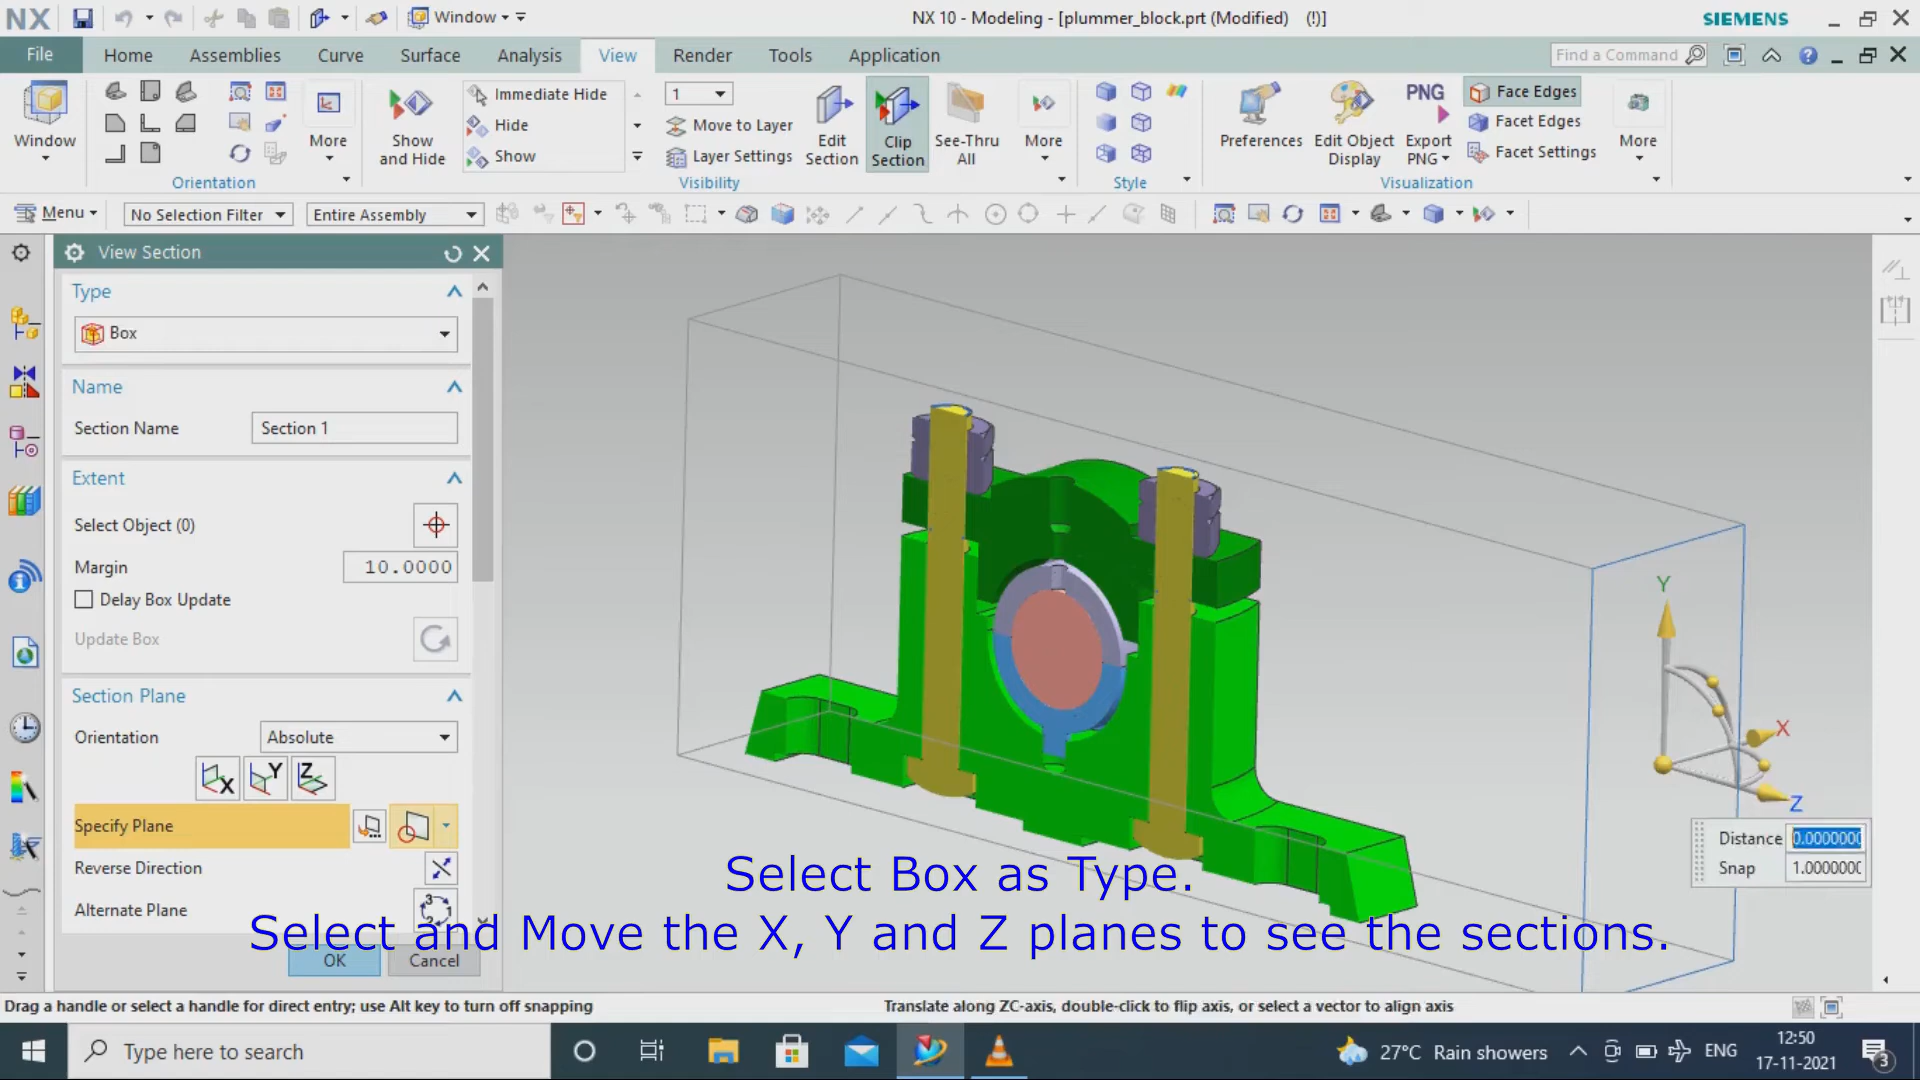 NX
Window
NX 10 - Modeling - [plummer_block.prt (Modified) (!)]
SIEMENS
File
Home
Assemblies
Curve
Surface
Analysis
View
Render
Tools
Application
Find a Command
Window
More
Orientation
Show and Hide
Immediate Hide
Hide
Show
1
Move to Layer
Layer Settings
Visibility
Edit Section
Clip Section
See-Thru All
More
Style
Preferences
Edit Object Display
PNG
Export PNG
Face Edges
Facet Edges
Facet Settings
More
Visualization
Menu
No Selection Filter
Entire Assembly
View Section
Type
Box
Name
Section Name
Section 1
Extent
Select Object (0)
Margin
10.0000
Delay Box Update
Update Box
Section Plane
Orientation
Absolute
X
Y
Z
Specify Plane
Reverse Direction
Alternate Plane
OK
Cancel
Y
X
Z
Distance
0.0000000
Snap
1.0000000
Select Box as Type.
Select and Move the X, Y and Z planes to see the sections.
Drag a handle or select a handle for direct entry; use Alt key to turn off snapping
Translate along ZC-axis, double-click to flip axis, or select a vector to align axis
Type here to search
27°C Rain showers
ENG
12:50
17-11-2021
3